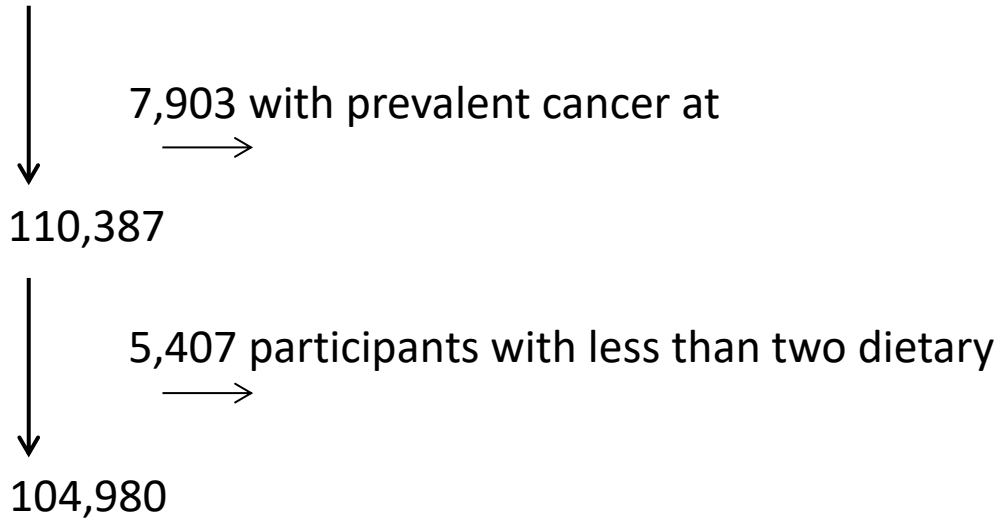 7,903 with prevalent cancer at
110,387
5,407 participants with less than two dietary
104,980